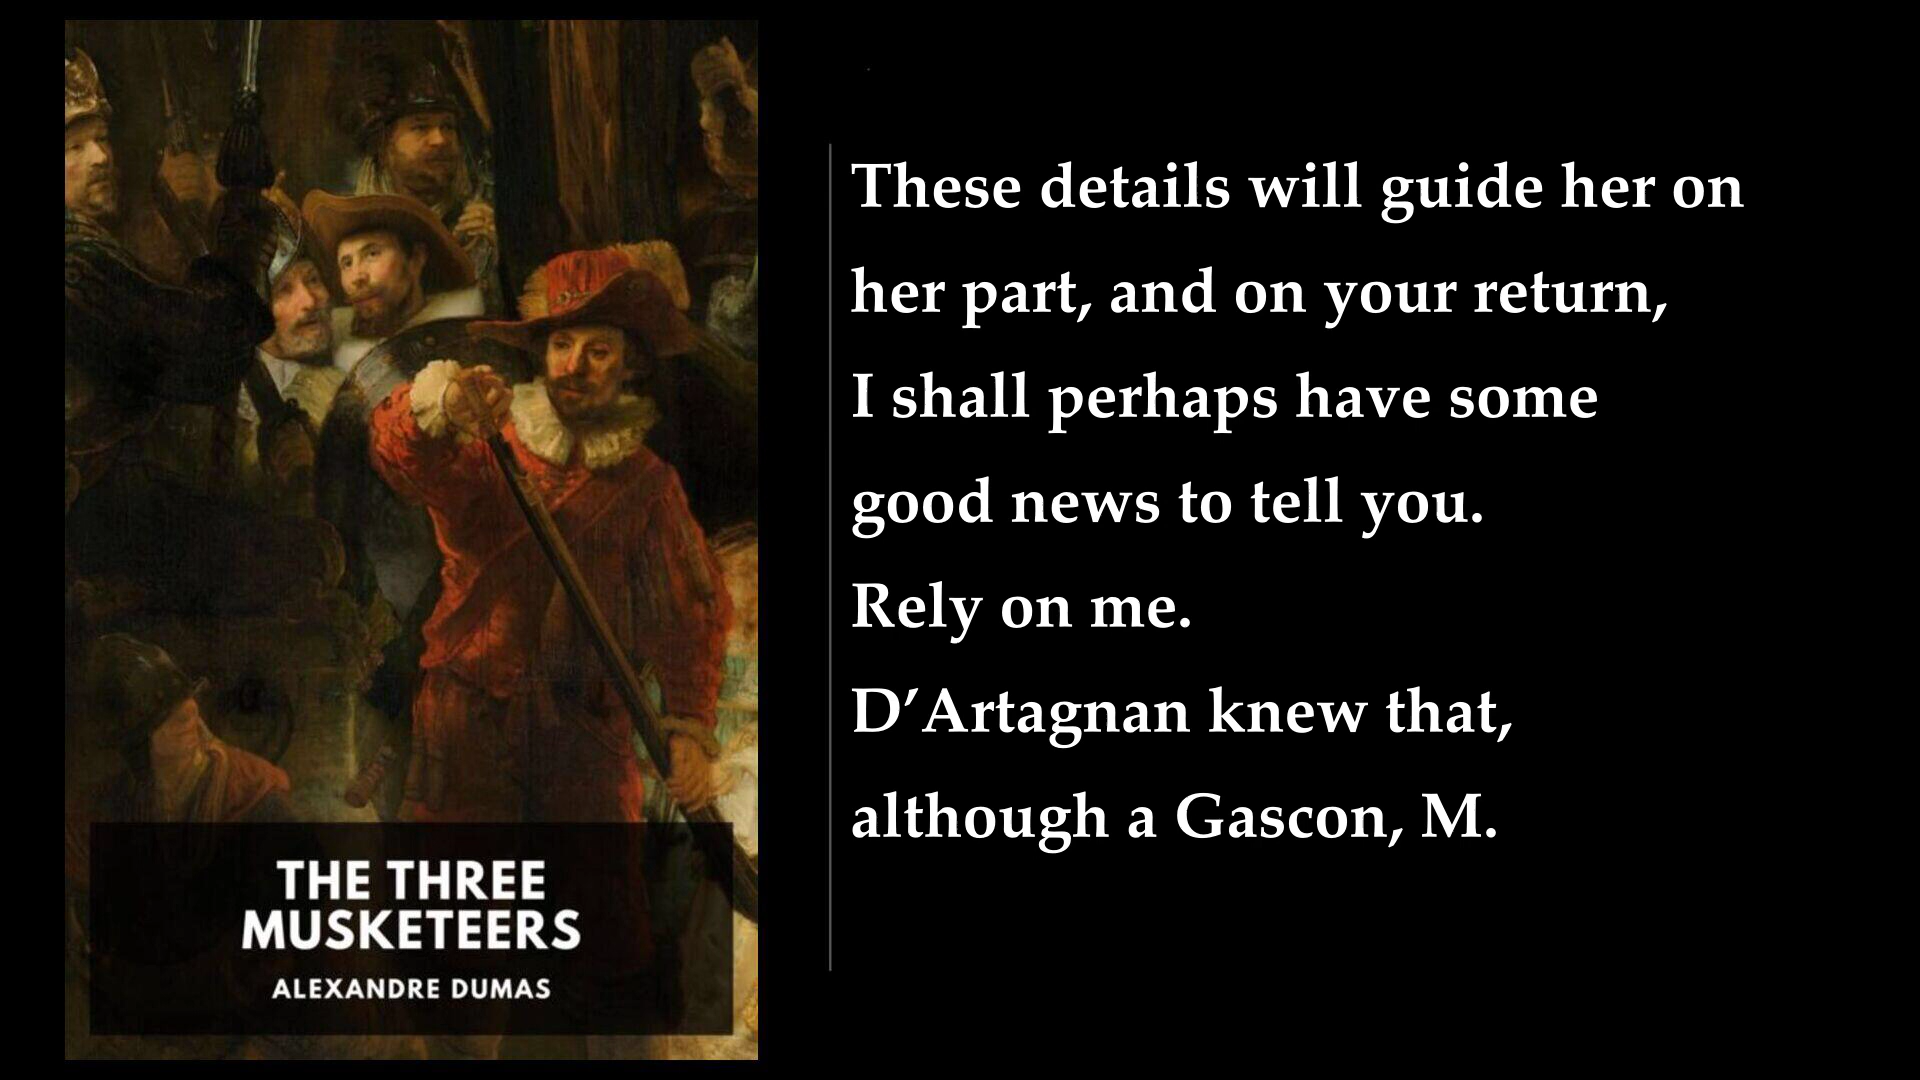 THE THREE
MUSKETEERS
ALEXANDRE DUMAS
These details will guide her on
her part, and on your return,
I shall perhaps have some
good news to tell you.
Rely on me.
D’Artagnan knew that,
although a Gascon, M.